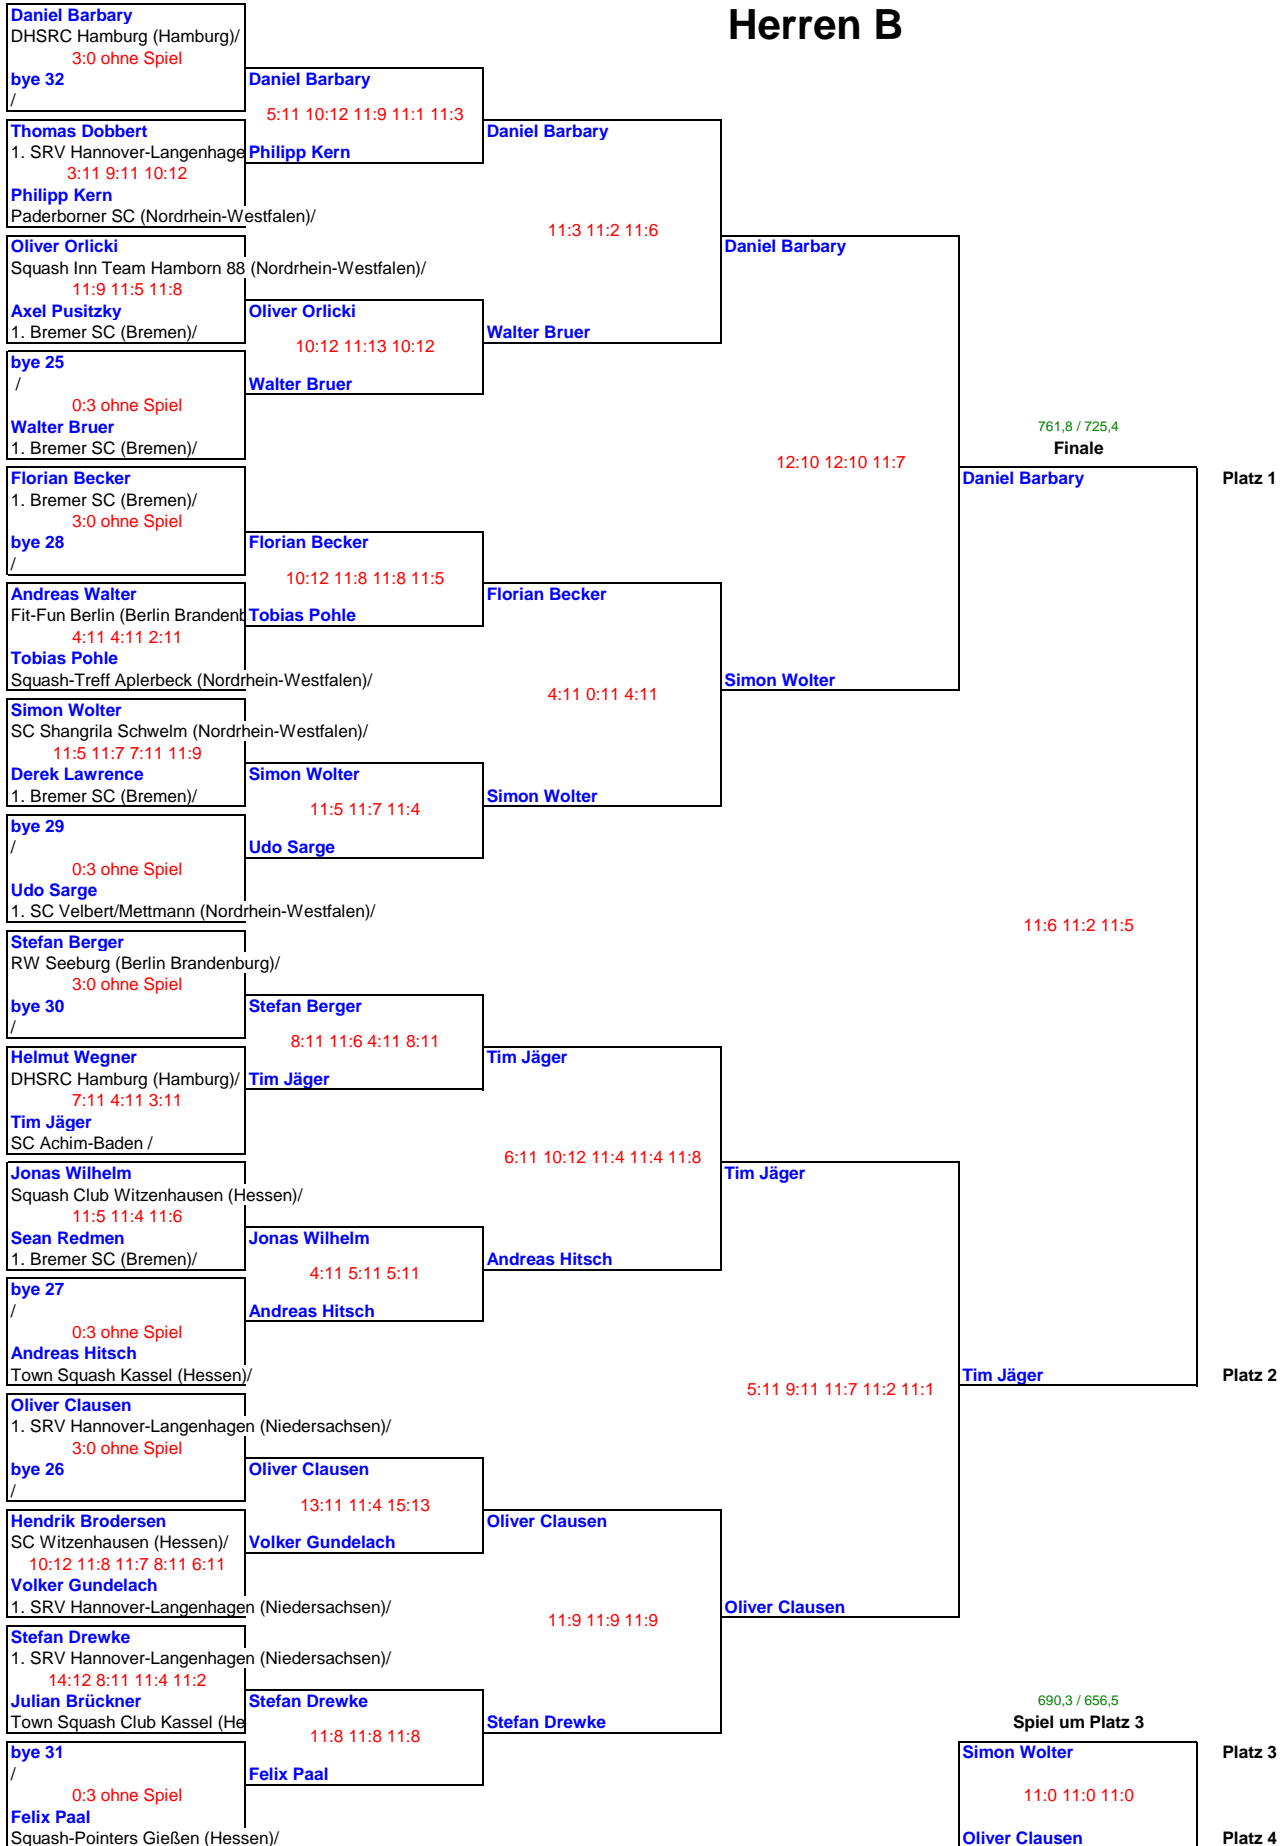 Herren B
Daniel Barbary
DHSRC Hamburg (Hamburg)/
3:0 ohne Spiel
bye 32
/
Thomas Dobbert
1. SRV Hannover-Langenhage
3:11 9:11 10:12
Philipp Kern
Paderborner SC (Nordrhein-Westfalen)/
Oliver Orlicki
Squash Inn Team Hamborn 88 (Nordrhein-Westfalen)/
11:9 11:5 11:8
Axel Pusitzky
1. Bremer SC (Bremen)/
bye 25
/
0:3 ohne Spiel
Walter Bruer
1. Bremer SC (Bremen)/
Florian Becker
1. Bremer SC (Bremen)/
3:0 ohne Spiel
bye 28
/
Andreas Walter
Fit-Fun Berlin (Berlin Brandenb
4:11 4:11 2:11
Tobias Pohle
Squash-Treff Aplerbeck (Nordrhein-Westfalen)/
Simon Wolter
SC Shangrila Schwelm (Nordrhein-Westfalen)/
11:5 11:7 7:11 11:9
Derek Lawrence
1. Bremer SC (Bremen)/
bye 29
/
0:3 ohne Spiel
Udo Sarge
1. SC Velbert/Mettmann (Nordrhein-Westfalen)/
Stefan Berger
RW Seeburg (Berlin Brandenburg)/
3:0 ohne Spiel
bye 30
/
Helmut Wegner
DHSRC Hamburg (Hamburg)/
7:11 4:11 3:11
Tim Jäger
SC Achim-Baden /
Jonas Wilhelm
Squash Club Witzenhausen (Hessen)/
11:5 11:4 11:6
Sean Redmen
1. Bremer SC (Bremen)/
bye 27
/
0:3 ohne Spiel
Andreas Hitsch
Town Squash Kassel (Hessen)/
Oliver Clausen
1. SRV Hannover-Langenhagen (Niedersachsen)/
3:0 ohne Spiel
bye 26
/
Hendrik Brodersen
SC Witzenhausen (Hessen)/
10:12 11:8 11:7 8:11 6:11
Volker Gundelach
1. SRV Hannover-Langenhagen (Niedersachsen)/
Stefan Drewke
1. SRV Hannover-Langenhagen (Niedersachsen)/
14:12 8:11 11:4 11:2
Julian Brückner
Town Squash Club Kassel (He
bye 31
/
0:3 ohne Spiel
Felix Paal
Squash-Pointers Gießen (Hessen)/
Daniel Barbary
5:11 10:12 11:9 11:1 11:3
Philipp Kern
Oliver Orlicki
10:12 11:13 10:12
Walter Bruer
Florian Becker
10:12 11:8 11:8 11:5
Tobias Pohle
Simon Wolter
11:5 11:7 11:4
Udo Sarge
Stefan Berger
8:11 11:6 4:11 8:11
Tim Jäger
Jonas Wilhelm
4:11 5:11 5:11
Andreas Hitsch
Oliver Clausen
13:11 11:4 15:13
Volker Gundelach
Stefan Drewke
11:8 11:8 11:8
Felix Paal
Daniel Barbary
11:3 11:2 11:6
Walter Bruer
Florian Becker
4:11 0:11 4:11
Simon Wolter
Tim Jäger
6:11 10:12 11:4 11:4 11:8
Andreas Hitsch
Oliver Clausen
11:9 11:9 11:9
Stefan Drewke
Daniel Barbary
12:10 12:10 11:7
Simon Wolter
Tim Jäger
5:11 9:11 11:7 11:2 11:1
Oliver Clausen
761,8 / 725,4
Finale
Daniel Barbary
Platz 1
11:6 11:2 11:5
Tim Jäger
Platz 2
690,3 / 656,5
Spiel um Platz 3
Simon Wolter
Platz 3
11:0 11:0 11:0
Oliver Clausen
Platz 4